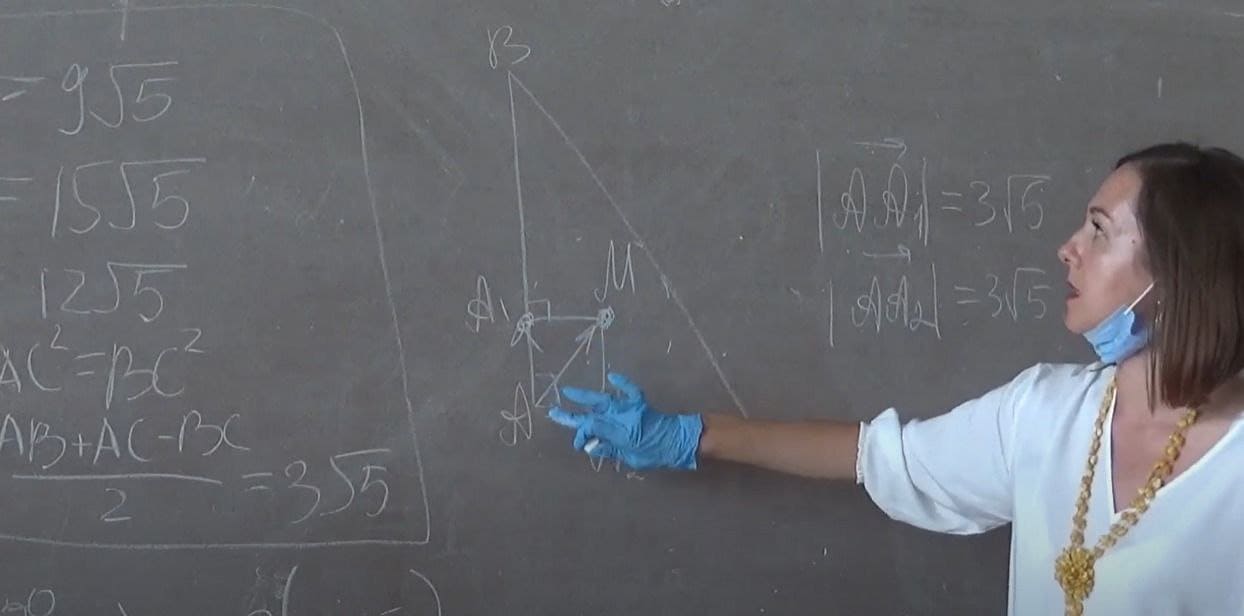 = 9√5
= 15√5
12√5
AC² = BC²
AB + AC - BC
2
= 3√5
B
A₁
M
A
|AA₁| = 3√5
|AA₂| = 3√5